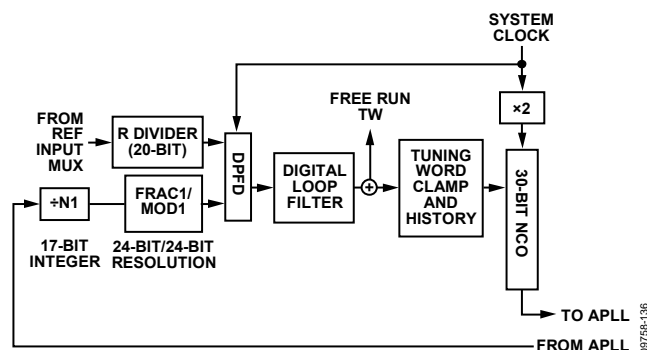 SYSTEM
CLOCK
×2
FREE RUN
TW
FROM
REF
INPUT
MUX
R DIVIDER
(20-BIT)
DPFD
DIGITAL
LOOP
FILTER
TUNING
WORD
CLAMP
AND
HISTORY
30-BIT NCO
÷N1
FRAC1/
MOD1
17-BIT
INTEGER
24-BIT/24-BIT
RESOLUTION
TO APLL
FROM APLL
09758-136